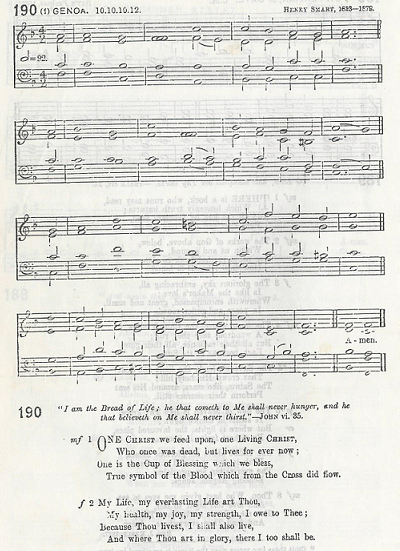 190 (1) GENOA. 10.10.10.12. HENRY SMART, 1813—1879.
=92.
A - men.
190 "I am the Bread of Life; he that cometh to Me shall never hunger, and he
that believeth on Me shall never thirst."—JOHN vi. 35.
mf 1 ONE CHRIST we feed upon, one Living CHRIST,
Who once was dead, but lives for ever now;
One is the Cup of Blessing which we bless,
True symbol of the Blood which from the Cross did flow.
f 2 My Life, my everlasting Life art Thou,
My health, my joy, my strength, I owe to Thee;
Because Thou livest, I shall also live,
And where Thou art in glory, there I too shall be.